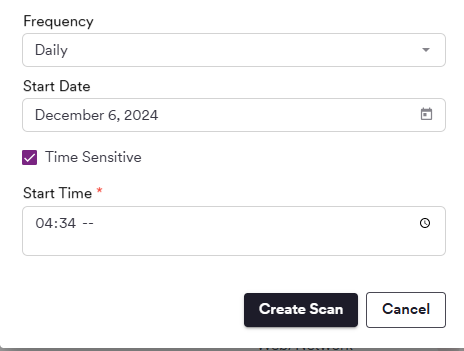 Frequency
Daily
Start Date
December 6, 2024
Time Sensitive
Start Time *
04:34 --
Create Scan
Cancel